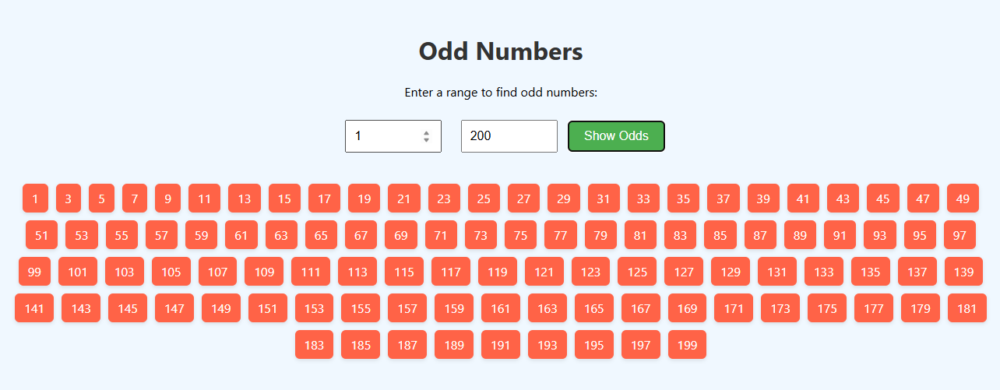 Odd Numbers
Enter a range to find odd numbers:
1 200 Show Odds
1 3 5 7 9 11 13 15 17 19 21 23 25 27 29 31 33 35 37 39 41 43 45 47 49
51 53 55 57 59 61 63 65 67 69 71 73 75 77 79 81 83 85 87 89 91 93 95 97
99 101 103 105 107 109 111 113 115 117 119 121 123 125 127 129 131 133 135 137 139
141 143 145 147 149 151 153 155 157 159 161 163 165 167 169 171 173 175 177 179 181
183 185 187 189 191 193 195 197 199